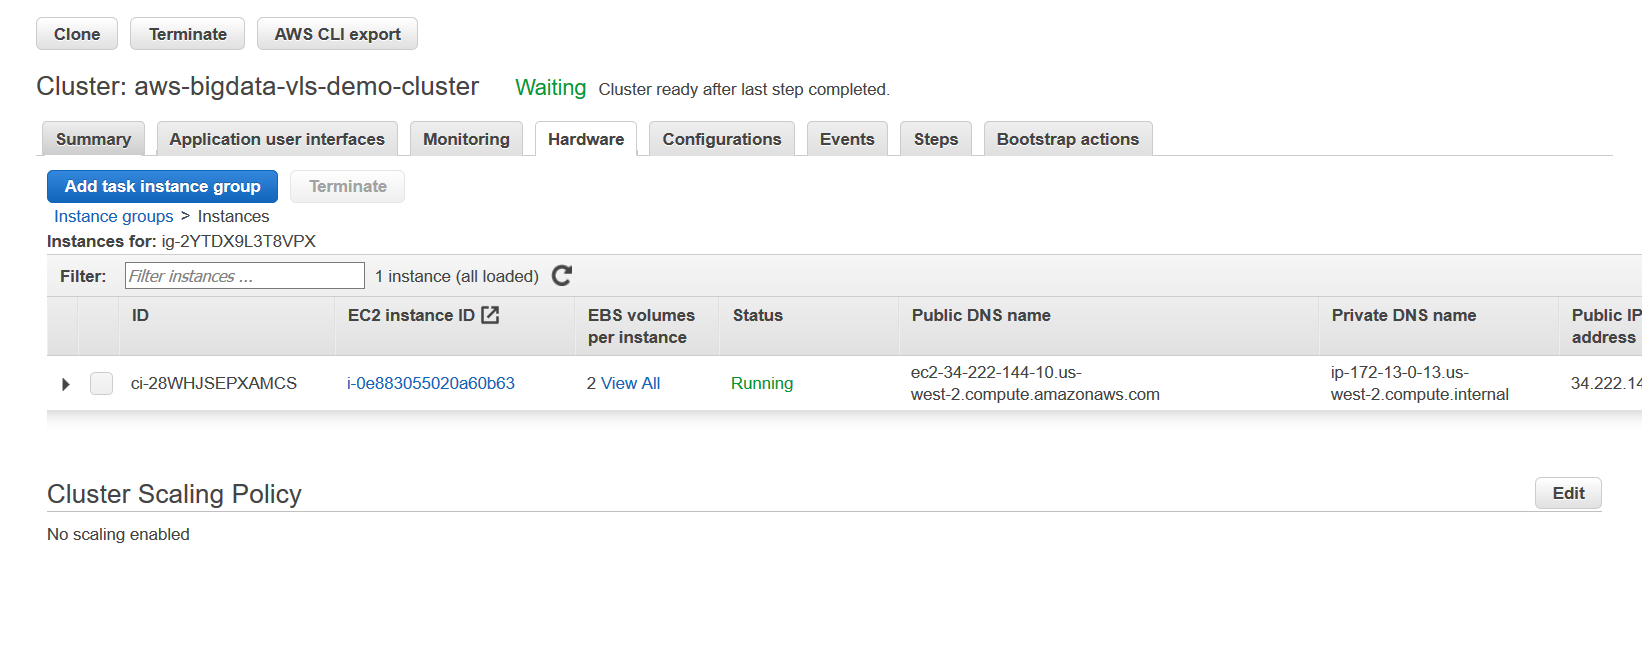 Clone Terminate AWS CLI export
Cluster: aws-bigdata-vls-demo-cluster Waiting Cluster ready after last step completed.
Summary Application user interfaces Monitoring Hardware Configurations Events Steps Bootstrap actions
Add task instance group Terminate
Instance groups > Instances
Instances for: ig-2YTDX9L3T8VPX
Filter: Filter instances ... 1 instance (all loaded)
ID EC2 instance ID EBS volumes per instance Status Public DNS name Private DNS name Public IP address
ci-28WHJSEPXAMCS i-0e883055020a60b63 2 View All Running ec2-34-222-144-10.us-west-2.compute.amazonaws.com ip-172-13-0-13.us-west-2.compute.internal 34.222.14
Cluster Scaling Policy Edit
No scaling enabled